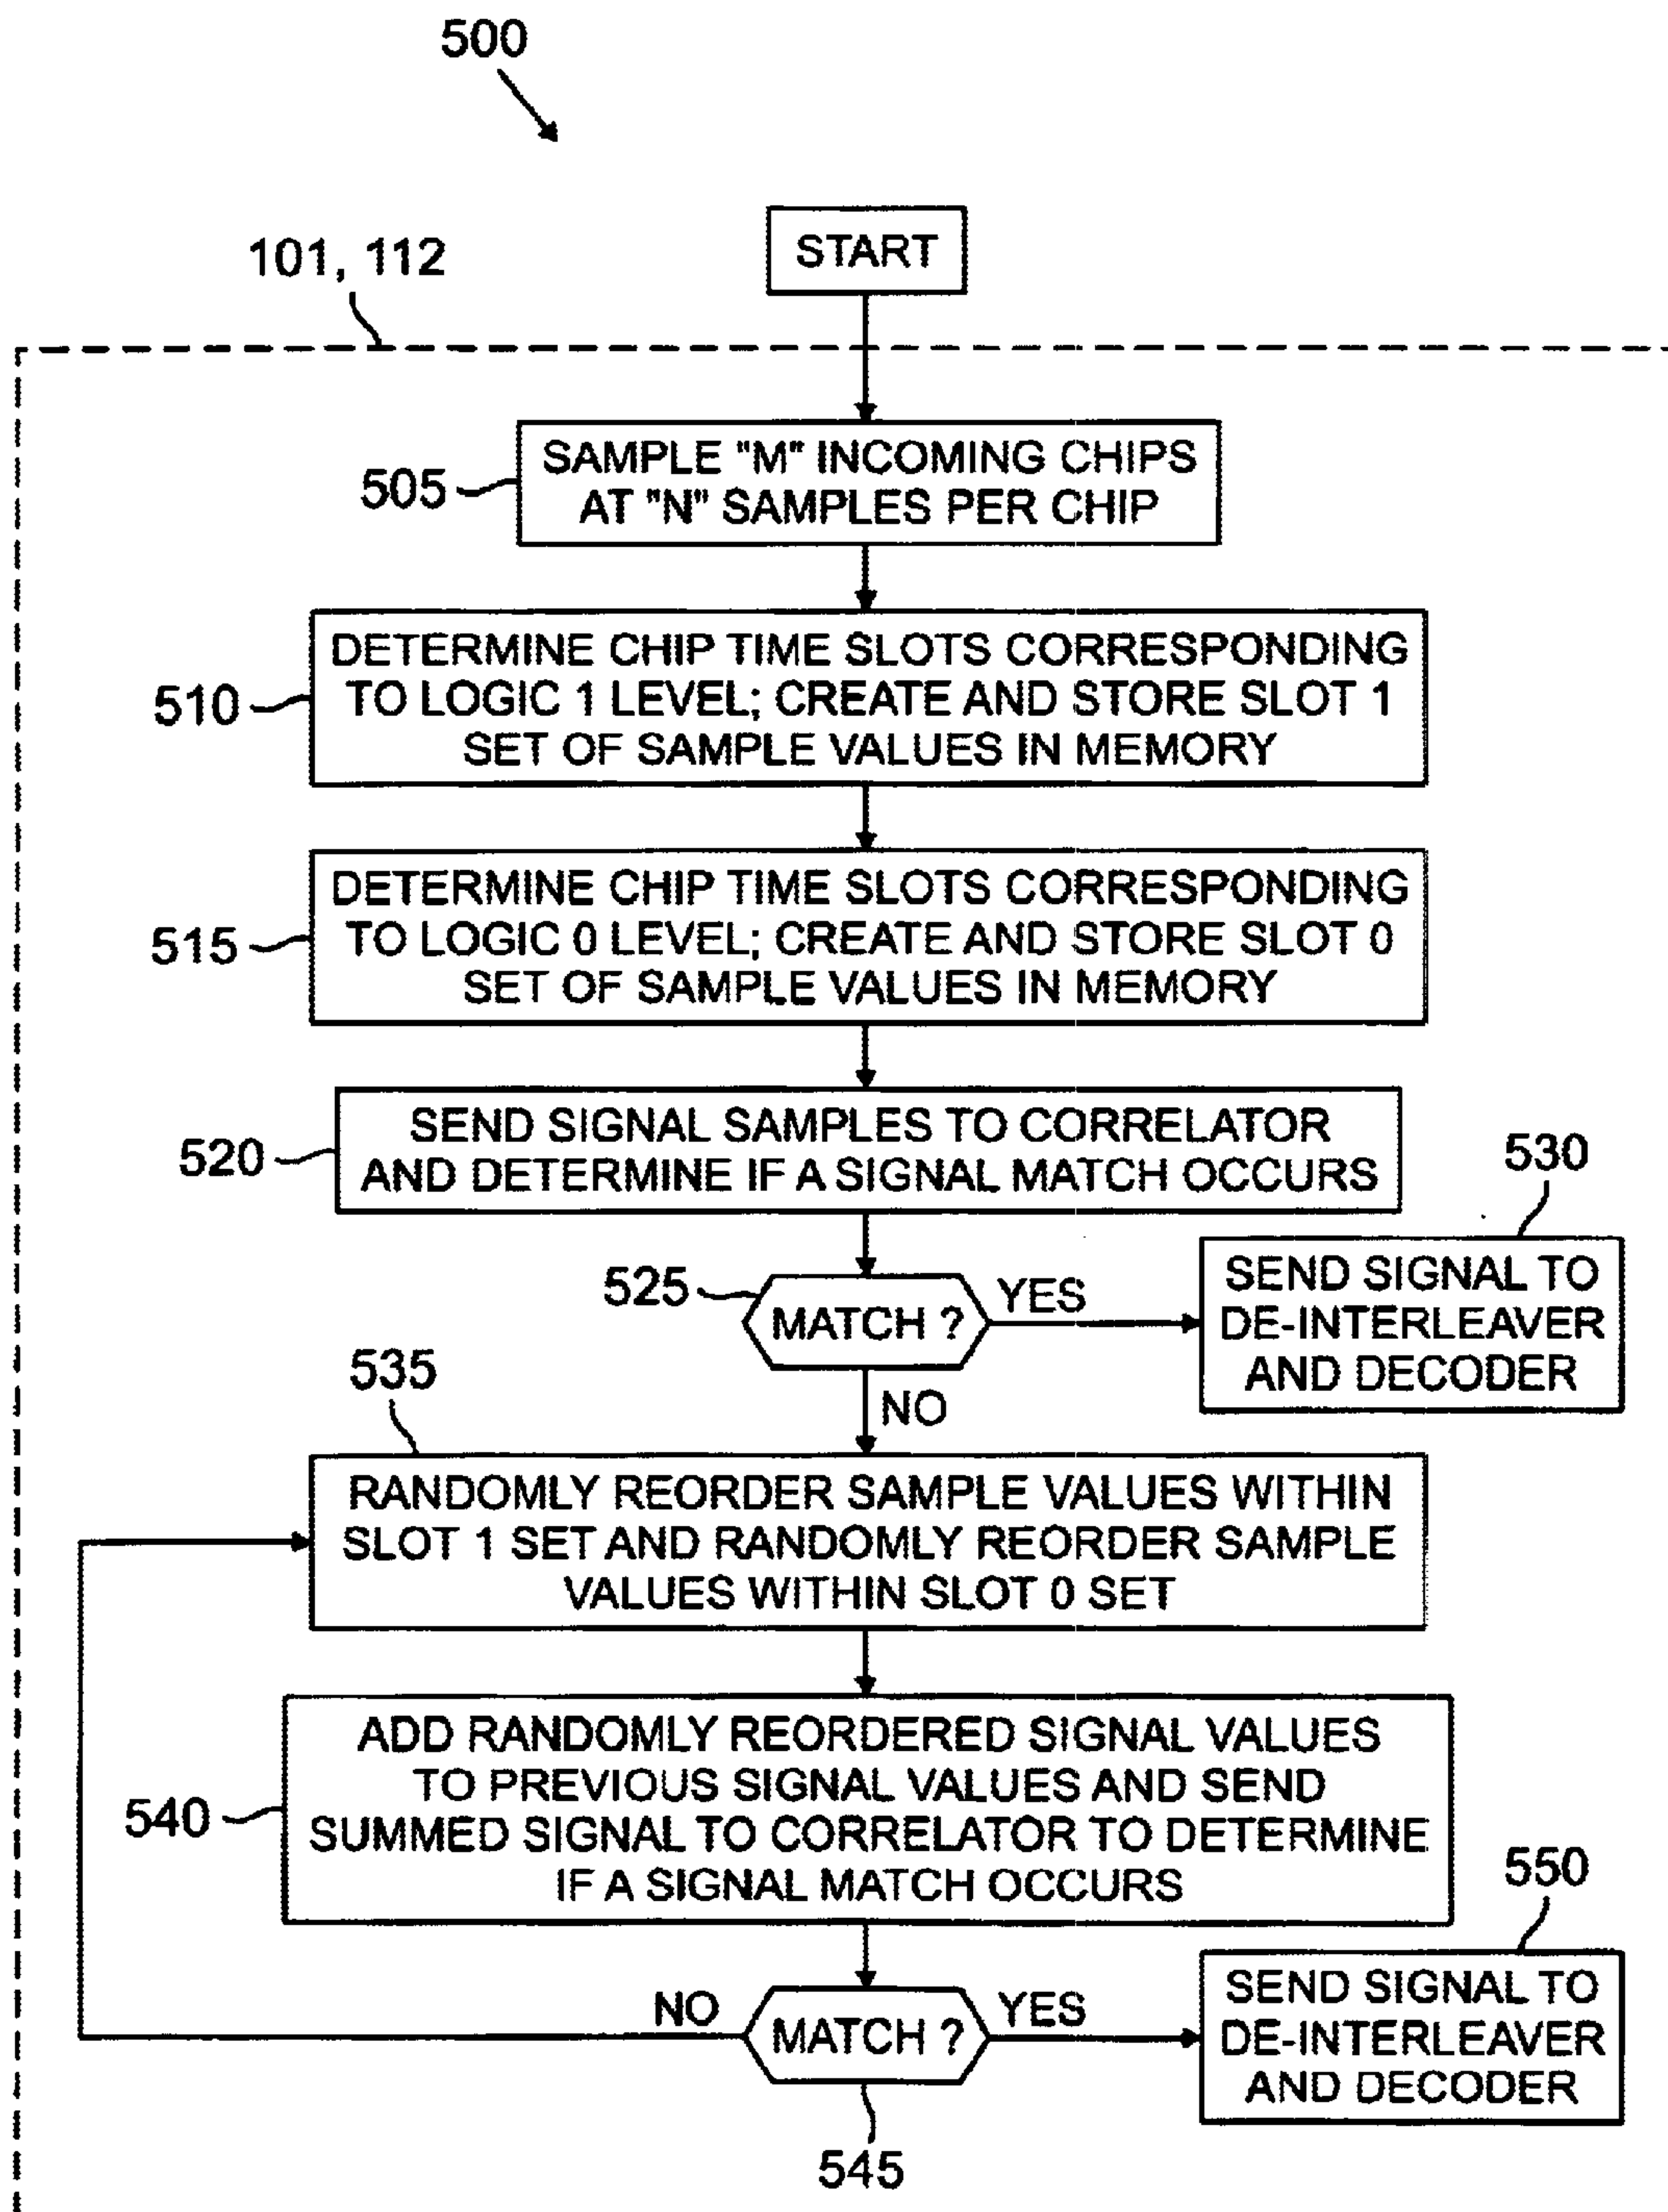 500
START
101, 112
SAMPLE "M" INCOMING CHIPS
AT "N" SAMPLES PER CHIP
505
DETERMINE CHIP TIME SLOTS CORRESPONDING
TO LOGIC 1 LEVEL; CREATE AND STORE SLOT 1
SET OF SAMPLE VALUES IN MEMORY
510
DETERMINE CHIP TIME SLOTS CORRESPONDING
TO LOGIC 0 LEVEL; CREATE AND STORE SLOT 0
SET OF SAMPLE VALUES IN MEMORY
515
SEND SIGNAL SAMPLES TO CORRELATOR
AND DETERMINE IF A SIGNAL MATCH OCCURS
520
530
525
MATCH ?
YES
SEND SIGNAL TO
DE-INTERLEAVER
AND DECODER
NO
535
RANDOMLY REORDER SAMPLE VALUES WITHIN
SLOT 1 SET AND RANDOMLY REORDER SAMPLE
VALUES WITHIN SLOT 0 SET
ADD RANDOMLY REORDERED SIGNAL VALUES
TO PREVIOUS SIGNAL VALUES AND SEND
SUMMED SIGNAL TO CORRELATOR TO DETERMINE
IF A SIGNAL MATCH OCCURS
540
550
NO
MATCH ?
YES
SEND SIGNAL TO
DE-INTERLEAVER
AND DECODER
545